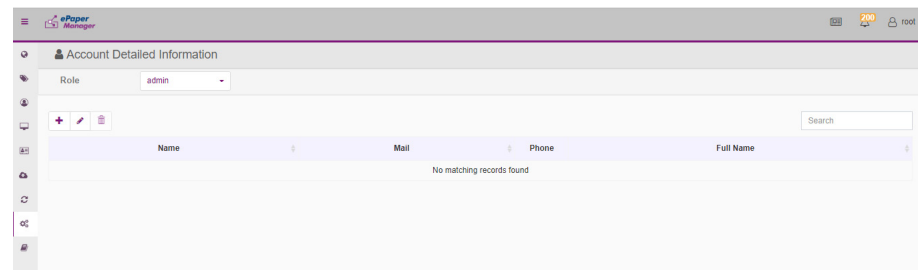 ePaper
Manager
200
root
Account Detailed Information
Role
admin
Search
Name
Mail
Phone
Full Name
No matching records found